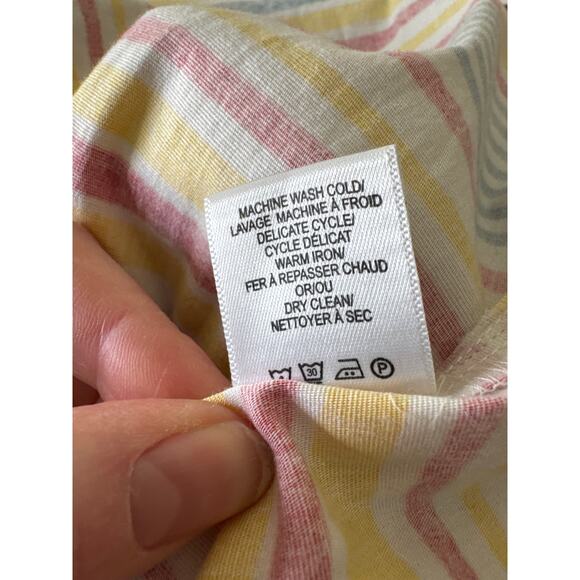 MACHINE WASH COLD/
LAVAGE MACHINE À FROID
DELICATE CYCLE/
CYCLE DÉLICAT
WARM IRON/
FER À REPASSER CHAUD
OR/OU
DRY CLEAN/
NETTOYER À SEC
30 P